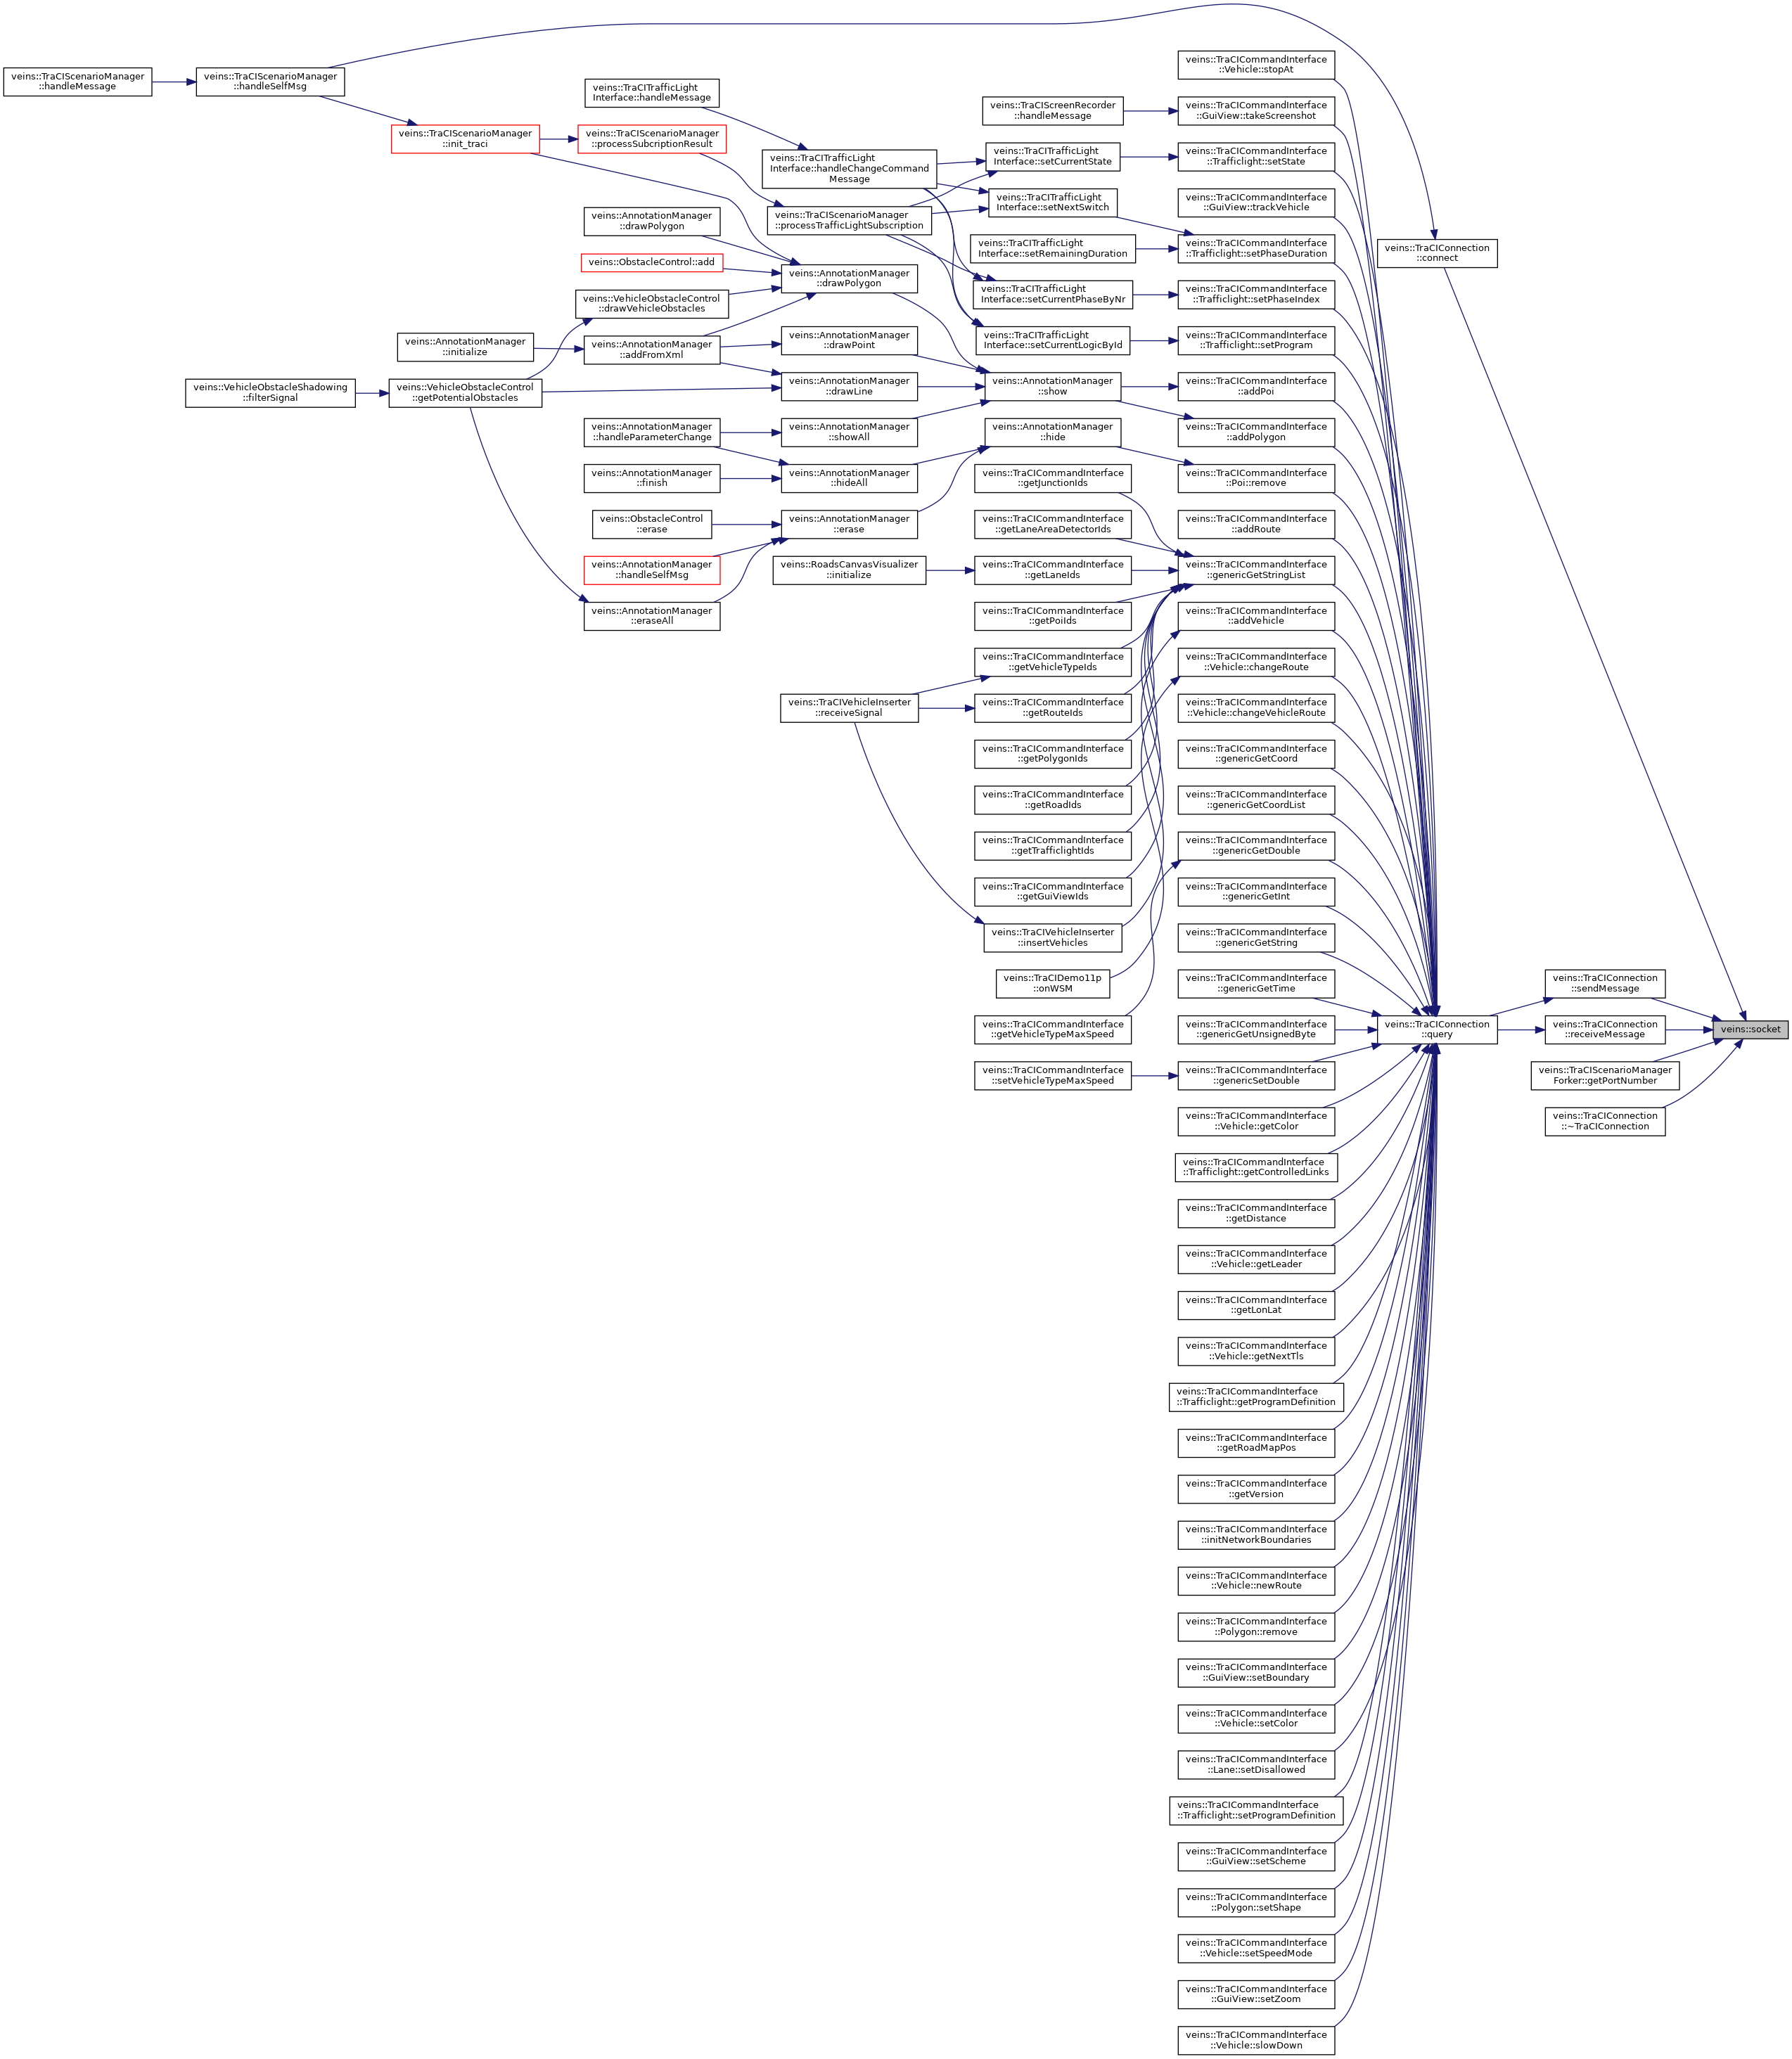 veins::TraCIScenarioManager
::handleMessage
veins::TraCIScenarioManager
::handleSelfMsg
veins::TraCIScenarioManager
::init_traci
veins::AnnotationManager
::initialize
veins::VehicleObstacleShadowing
::filterSignal
veins::VehicleObstacleControl
::getPotentialObstacles
veins::TraCITrafficLight
Interface::handleMessage
veins::TraCIScenarioManager
::processSubcriptionResult
veins::AnnotationManager
::drawPolygon
veins::ObstacleControl::add
veins::VehicleObstacleControl
::drawVehicleObstacles
veins::AnnotationManager
::addFromXml
veins::AnnotationManager
::handleParameterChange
veins::AnnotationManager
::finish
veins::ObstacleControl
::erase
veins::AnnotationManager
::handleSelfMsg
veins::AnnotationManager
::eraseAll
veins::TraCITrafficLight
Interface::handleChangeCommand
Message
veins::TraCIScenarioManager
::processTrafficLightSubscription
veins::AnnotationManager
::drawPolygon
veins::AnnotationManager
::drawPoint
veins::AnnotationManager
::drawLine
veins::AnnotationManager
::showAll
veins::AnnotationManager
::hideAll
veins::AnnotationManager
::erase
veins::RoadsCanvasVisualizer
::initialize
veins::TraCIVehicleInserter
::receiveSignal
veins::TraCIScreenRecorder
::handleMessage
veins::TraCITrafficLight
Interface::setCurrentState
veins::TraCITrafficLight
Interface::setNextSwitch
veins::TraCITrafficLight
Interface::setRemainingDuration
veins::TraCITrafficLight
Interface::setCurrentPhaseByNr
veins::TraCITrafficLight
Interface::setCurrentLogicById
veins::AnnotationManager
::show
veins::AnnotationManager
::hide
veins::TraCICommandInterface
::getJunctionIds
veins::TraCICommandInterface
::getLaneAreaDetectorIds
veins::TraCICommandInterface
::getLaneIds
veins::TraCICommandInterface
::getPoiIds
veins::TraCICommandInterface
::getVehicleTypeIds
veins::TraCICommandInterface
::getRouteIds
veins::TraCICommandInterface
::getPolygonIds
veins::TraCICommandInterface
::getRoadIds
veins::TraCICommandInterface
::getTrafficlightIds
veins::TraCICommandInterface
::getGuiViewIds
veins::TraCIVehicleInserter
::insertVehicles
veins::TraCIDemo11p
::onWSM
veins::TraCICommandInterface
::getVehicleTypeMaxSpeed
veins::TraCICommandInterface
::setVehicleTypeMaxSpeed
veins::TraCICommandInterface
::Vehicle::stopAt
veins::TraCICommandInterface
::GuiView::takeScreenshot
veins::TraCICommandInterface
::Trafficlight::setState
veins::TraCICommandInterface
::GuiView::trackVehicle
veins::TraCICommandInterface
::Trafficlight::setPhaseDuration
veins::TraCICommandInterface
::Trafficlight::setPhaseIndex
veins::TraCICommandInterface
::Trafficlight::setProgram
veins::TraCICommandInterface
::addPoi
veins::TraCICommandInterface
::addPolygon
veins::TraCICommandInterface
::Poi::remove
veins::TraCICommandInterface
::addRoute
veins::TraCICommandInterface
::genericGetStringList
veins::TraCICommandInterface
::addVehicle
veins::TraCICommandInterface
::Vehicle::changeRoute
veins::TraCICommandInterface
::Vehicle::changeVehicleRoute
veins::TraCICommandInterface
::genericGetCoord
veins::TraCICommandInterface
::genericGetCoordList
veins::TraCICommandInterface
::genericGetDouble
veins::TraCICommandInterface
::genericGetInt
veins::TraCICommandInterface
::genericGetString
veins::TraCICommandInterface
::genericGetTime
veins::TraCICommandInterface
::genericGetUnsignedByte
veins::TraCICommandInterface
::genericSetDouble
veins::TraCICommandInterface
::Vehicle::getColor
veins::TraCICommandInterface
::Trafficlight::getControlledLinks
veins::TraCICommandInterface
::getDistance
veins::TraCICommandInterface
::Vehicle::getLeader
veins::TraCICommandInterface
::getLonLat
veins::TraCICommandInterface
::Vehicle::getNextTls
veins::TraCICommandInterface
::Trafficlight::getProgramDefinition
veins::TraCICommandInterface
::getRoadMapPos
veins::TraCICommandInterface
::getVersion
veins::TraCICommandInterface
::initNetworkBoundaries
veins::TraCICommandInterface
::Vehicle::newRoute
veins::TraCICommandInterface
::Polygon::remove
veins::TraCICommandInterface
::GuiView::setBoundary
veins::TraCICommandInterface
::Vehicle::setColor
veins::TraCICommandInterface
::Lane::setDisallowed
veins::TraCICommandInterface
::Trafficlight::setProgramDefinition
veins::TraCICommandInterface
::GuiView::setScheme
veins::TraCICommandInterface
::Polygon::setShape
veins::TraCICommandInterface
::Vehicle::setSpeedMode
veins::TraCICommandInterface
::GuiView::setZoom
veins::TraCICommandInterface
::Vehicle::slowDown
veins::TraCIConnection
::connect
veins::TraCIConnection
::query
veins::TraCIConnection
::sendMessage
veins::TraCIConnection
::receiveMessage
veins::TraCIScenarioManager
Forker::getPortNumber
veins::TraCIConnection
::~TraCIConnection
veins::socket